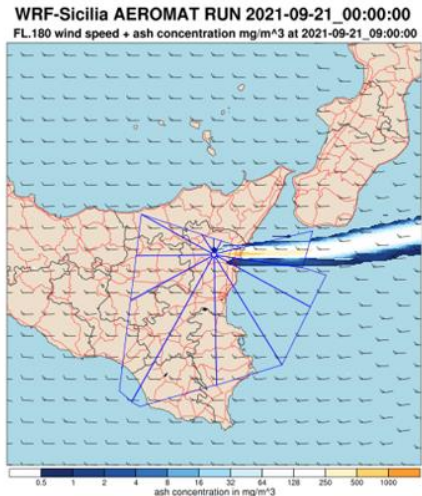 WRF-Sicilia AEROMAT RUN 2021-09-21_00:00:00
FL.180 wind speed + ash concentration mg/m^3 at 2021-09-21_09:00:00
0.5 1 2 4 8 16 32 64 128 250 500 1000
ash concentration in mg/m^3